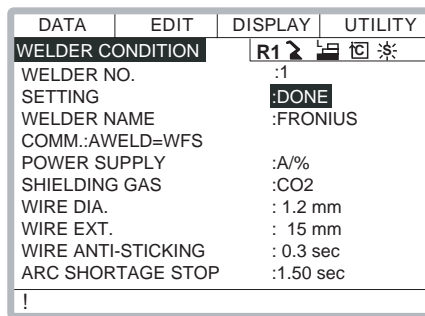 DATA EDIT DISPLAY UTILITY
WELDER CONDITION R1 C S
WELDER NO. :1
SETTING :DONE
WELDER NAME :FRONIUS
COMM.:AWELD=WFS
POWER SUPPLY :A/%
SHIELDING GAS :CO2
WIRE DIA. : 1.2 mm
WIRE EXT. : 15 mm
WIRE ANTI-STICKING : 0.3 sec
ARC SHORTAGE STOP :1.50 sec
!